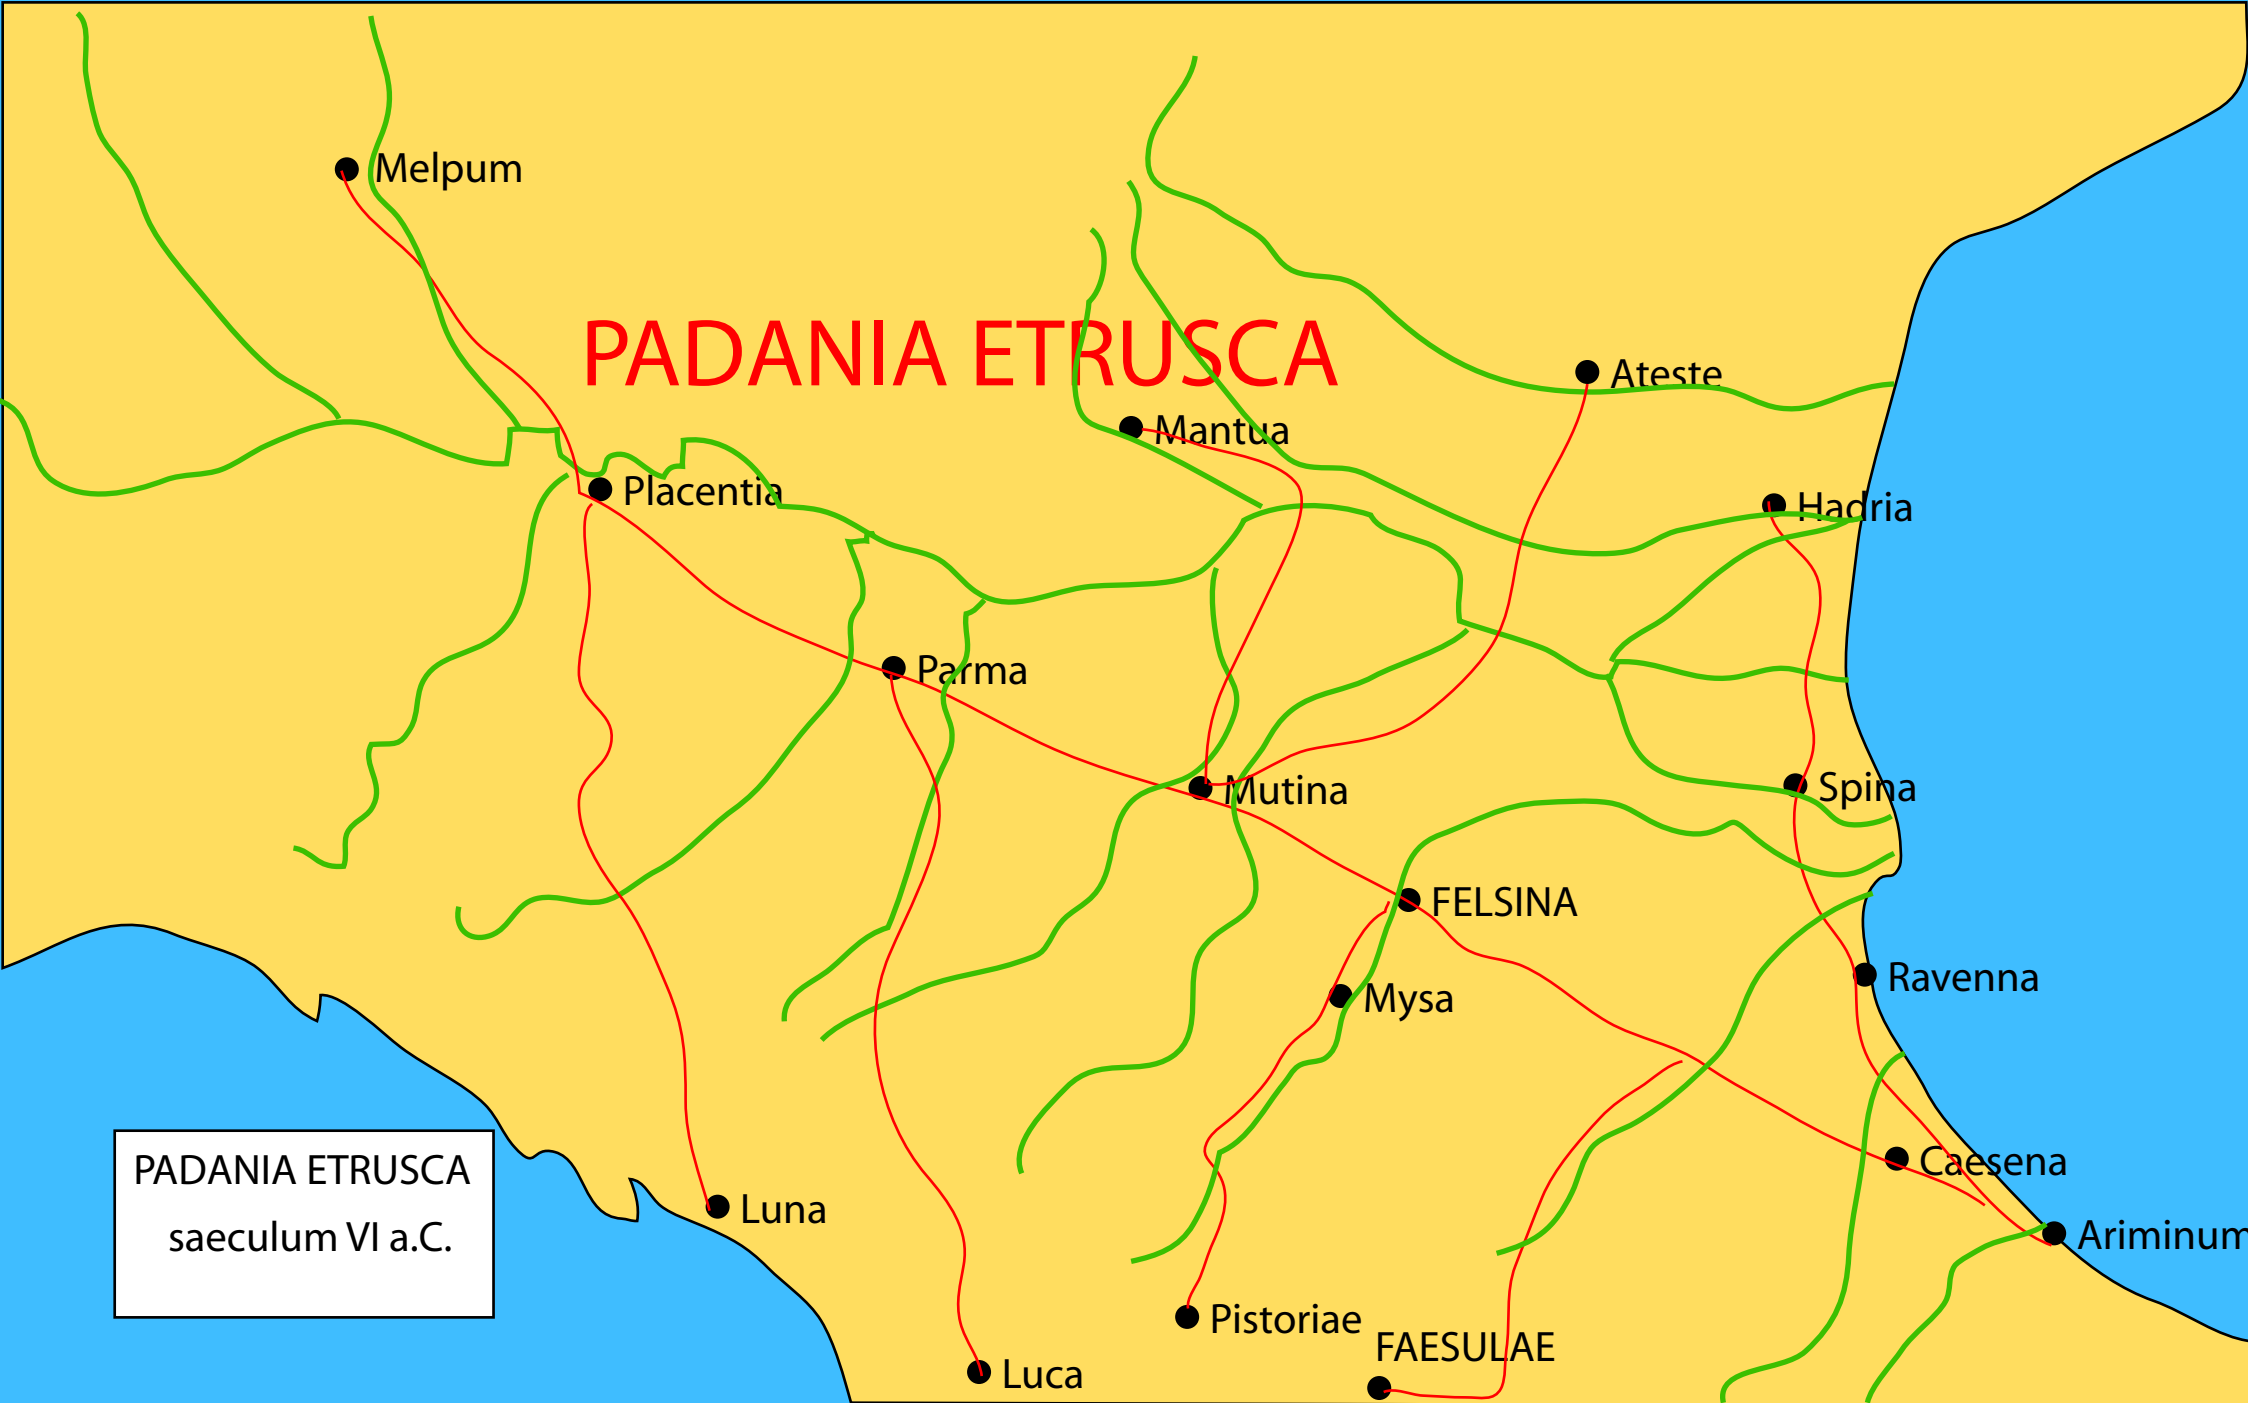 Melpum
PADANIA ETRUSCA
Ateste
Mantua
Placentia
Hadria
Parma
Mutina
Spina
FELSINA
Ravenna
Mysa
Caesena
PADANIA ETRUSCA
saeculum VI a.C.
Luna
Ariminum
Pistoriae
FAESULAE
Luca